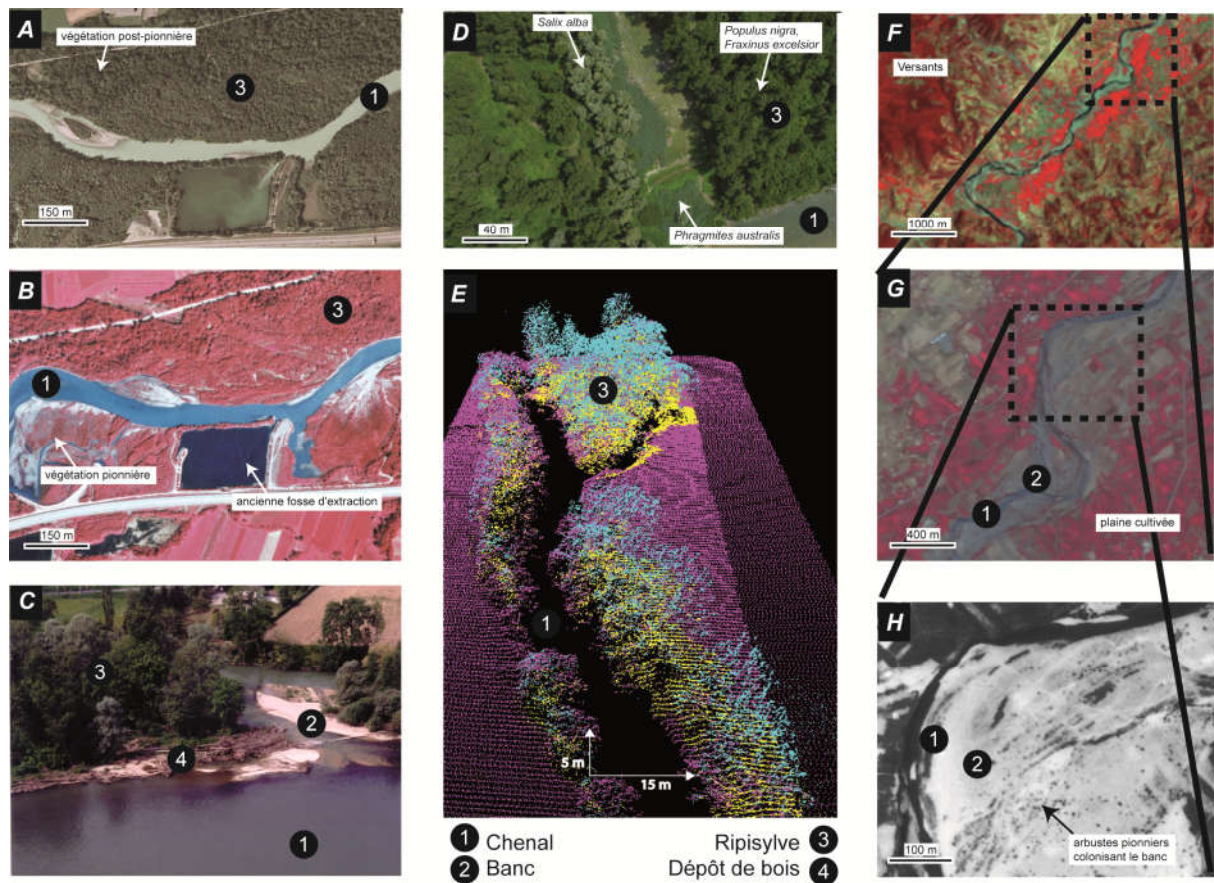 A
végétation post-pionnière
3
1
150 m
B
3
1
végétation pionnière
ancienne fosse d'extraction
150 m
C
3
2
4
1
D
Salix alba
Populus nigra,
Fraxinus excelsior
3
1
Phragmites australis
40 m
E
3
1
5 m
15 m
1 Chenal
2 Banc
Ripisylve 3
Dépôt de bois 4
F
Versants
1000 m
G
2
1
plaine cultivée
400 m
H
1
2
arbustes pionniers
colonisant le banc
100 m